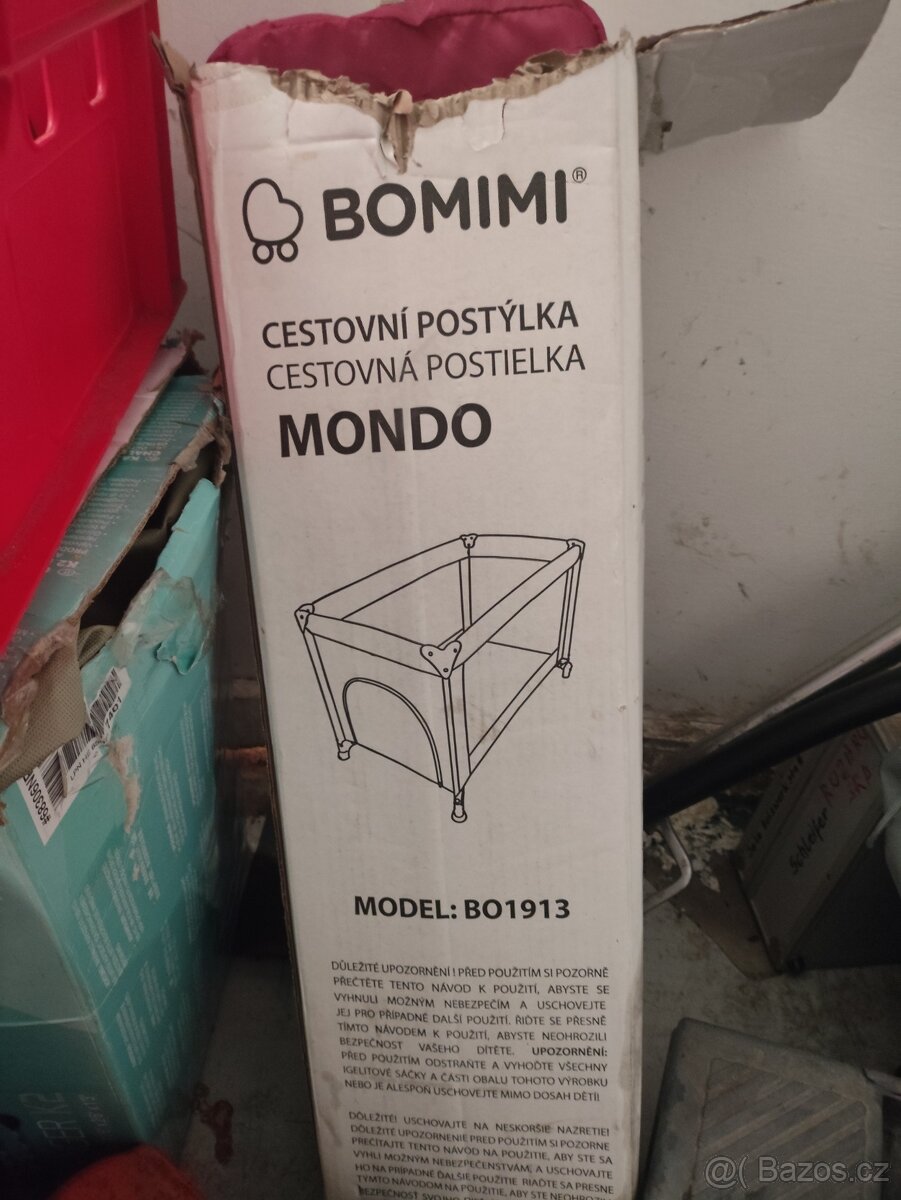 BOMIMI®
CESTOVNÍ POSTÝLKA
CESTOVNÁ POSTIELKA
MONDO
MODEL: BO1913
DŮLEŽITÉ UPOZORNĚNÍ ! PŘED POUŽITÍM SI POZORNĚ
PŘEČTĚTE TENTO NÁVOD K POUŽITÍ, ABYSTE SE
VYHNULI MOŽNÝM NEBEZPEČÍM A USCHOVEJTE
JEJ PRO PŘÍPADNÉ DALŠÍ POUŽITÍ. ŘIĎTE SE PŘESNĚ
TÍMTO NÁVODEM K POUŽITÍ, ABYSTE NEOHROZILI
BEZPEČNOST VAŠEHO DÍTĚTE. UPOZORNĚNÍ:
PŘED POUŽITÍM ODSTRAŇTE A VYHOĎTE VŠECHNY
IGELITOVÉ SÁČKY A ČÁSTI OBALU TOHOTO VÝROBKU
NEBO JE ALESPOŇ USCHOVEJTE MIMO DOSAH DĚTÍ!
DÔLEŽITÉ! USCHOVAJTE NA NESKORŠIE NAZRETIE!
DÔLEŽITÉ UPOZORNENIE PRED POUŽITÍM SI POZORNE
PREČÍTAJTE TENTO NÁVOD NA POUŽITIE, ABY STE SA
VYHLI MOŽNÝM NEBEZPEČENSTVÁM, A USCHOVAJTE
HO NA PRÍPADNÉ ĎALŠIE POUŽITIE RIAĎTE SA PRESNE
TÝMTO NÁVODOM NA POUŽITIE, ABY STE NEOHROZILI
BEZPEČNOSŤ SVOJHO
Schleifer
@( Bazos.cz